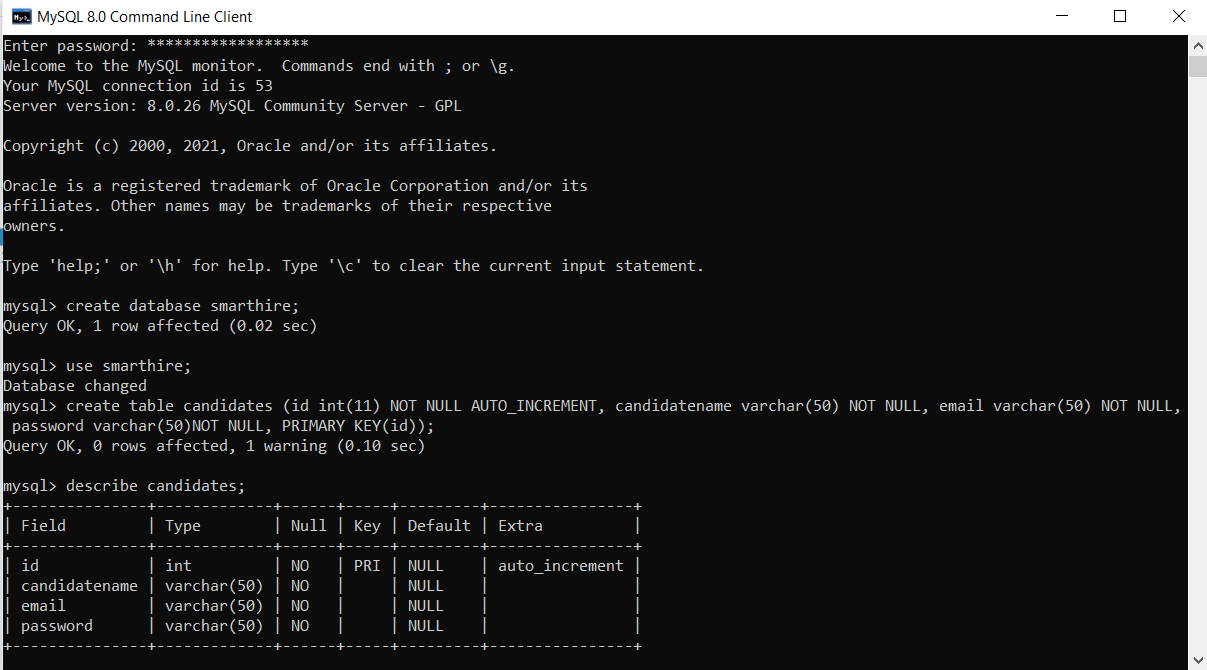 MySQL 8.0 Command Line Client
Enter password: ******************
Welcome to the MySQL monitor.  Commands end with ; or \g.
Your MySQL connection id is 53
Server version: 8.0.26 MySQL Community Server - GPL
Copyright (c) 2000, 2021, Oracle and/or its affiliates.
Oracle is a registered trademark of Oracle Corporation and/or its
affiliates. Other names may be trademarks of their respective
owners.
Type 'help;' or '\h' for help. Type '\c' to clear the current input statement.
mysql> create database smarthire;
Query OK, 1 row affected (0.02 sec)
mysql> use smarthire;
Database changed
mysql> create table candidates (id int(11) NOT NULL AUTO_INCREMENT, candidatename varchar(50) NOT NULL, email varchar(50) NOT NULL,
 password varchar(50)NOT NULL, PRIMARY KEY(id));
Query OK, 0 rows affected, 1 warning (0.10 sec)
mysql> describe candidates;
+---------------+-------------+------+-----+---------+----------------+
| Field         | Type        | Null | Key | Default | Extra          |
+---------------+-------------+------+-----+---------+----------------+
| id            | int         | NO   | PRI | NULL    | auto_increment |
| candidatename | varchar(50) | NO   |     | NULL    |                |
| email         | varchar(50) | NO   |     | NULL    |                |
| password      | varchar(50) | NO   |     | NULL    |                |
+---------------+-------------+------+-----+---------+----------------+